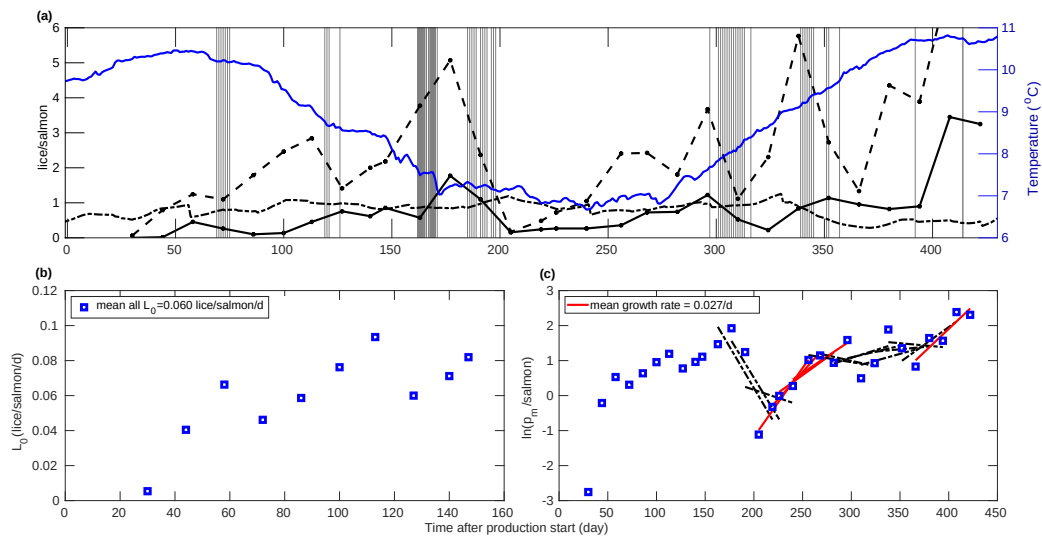 (a)
6
5
4
3
2
1
0
lice/salmon
11
10
9
8
7
6
Temperature (°C)
0 50 100 150 200 250 300 350 400
(b)
0.12
0.1
0.08
0.06
0.04
0.02
0
L0 (lice/salmon/d)
mean all L0=0.060 lice/salmon/d
0 20 40 60 80 100 120 140 160
(c)
3
2
1
0
-1
-2
-3
ln(pm/salmon)
mean growth rate = 0.027/d
0 50 100 150 200 250 300 350 400 450
Time after production start (day)